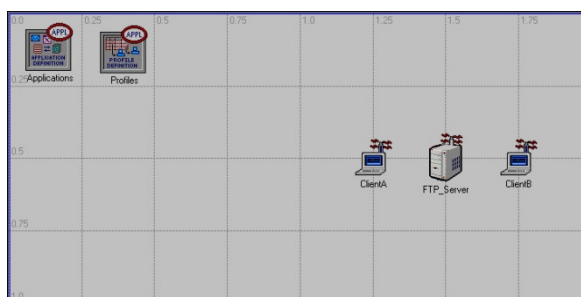 0.0 0.25 0.5 0.75 1.0 1.25 1.5 1.75
APPL APPL
APPLICATION PROFILE
DEFINITION DEFINITION
Applications Profiles
0.25
0.5
ClientA FTP_Server ClientB
0.75
1.0